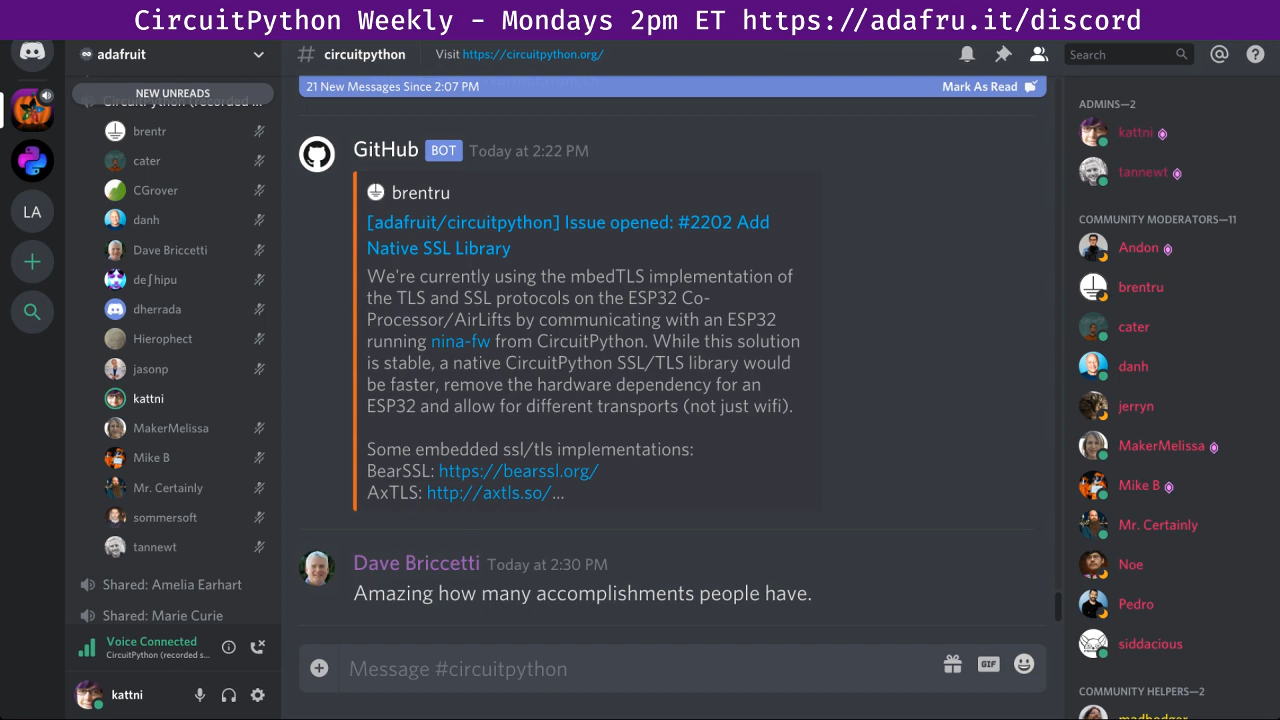 CircuitPython Weekly - Mondays 2pm ET https://adafru.it/discord
adafruit
# circuitpython
Visit https://circuitpython.org/
Search
NEW UNREADS
CircuitPython (recorded ...
brentr
cater
CGrover
danh
Dave Briccetti
deʃhipu
dherrada
Hierophect
jasonp
kattni
MakerMelissa
Mike B
Mr. Certainly
sommersoft
tannewt
Shared: Amelia Earhart
Shared: Marie Curie
Voice Connected
CircuitPython (recorded s...
kattni
LA
21 New Messages Since 2:07 PM
Mark As Read
GitHub BOT Today at 2:22 PM
brentru
[adafruit/circuitpython] Issue opened: #2202 Add
Native SSL Library
We're currently using the mbedTLS implementation of
the TLS and SSL protocols on the ESP32 Co-
Processor/AirLifts by communicating with an ESP32
running nina-fw from CircuitPython. While this solution
is stable, a native CircuitPython SSL/TLS library would
be faster, remove the hardware dependency for an
ESP32 and allow for different transports (not just wifi).
Some embedded ssl/tls implementations:
BearSSL: https://bearssl.org/
AxTLS: http://axtls.so/...
Dave Briccetti Today at 2:30 PM
Amazing how many accomplishments people have.
Message #circuitpython
GIF
ADMINS—2
kattni
tannewt
COMMUNITY MODERATORS—11
Andon
brentru
cater
danh
jerryn
MakerMelissa
Mike B
Mr. Certainly
Noe
Pedro
siddacious
COMMUNITY HELPERS—2